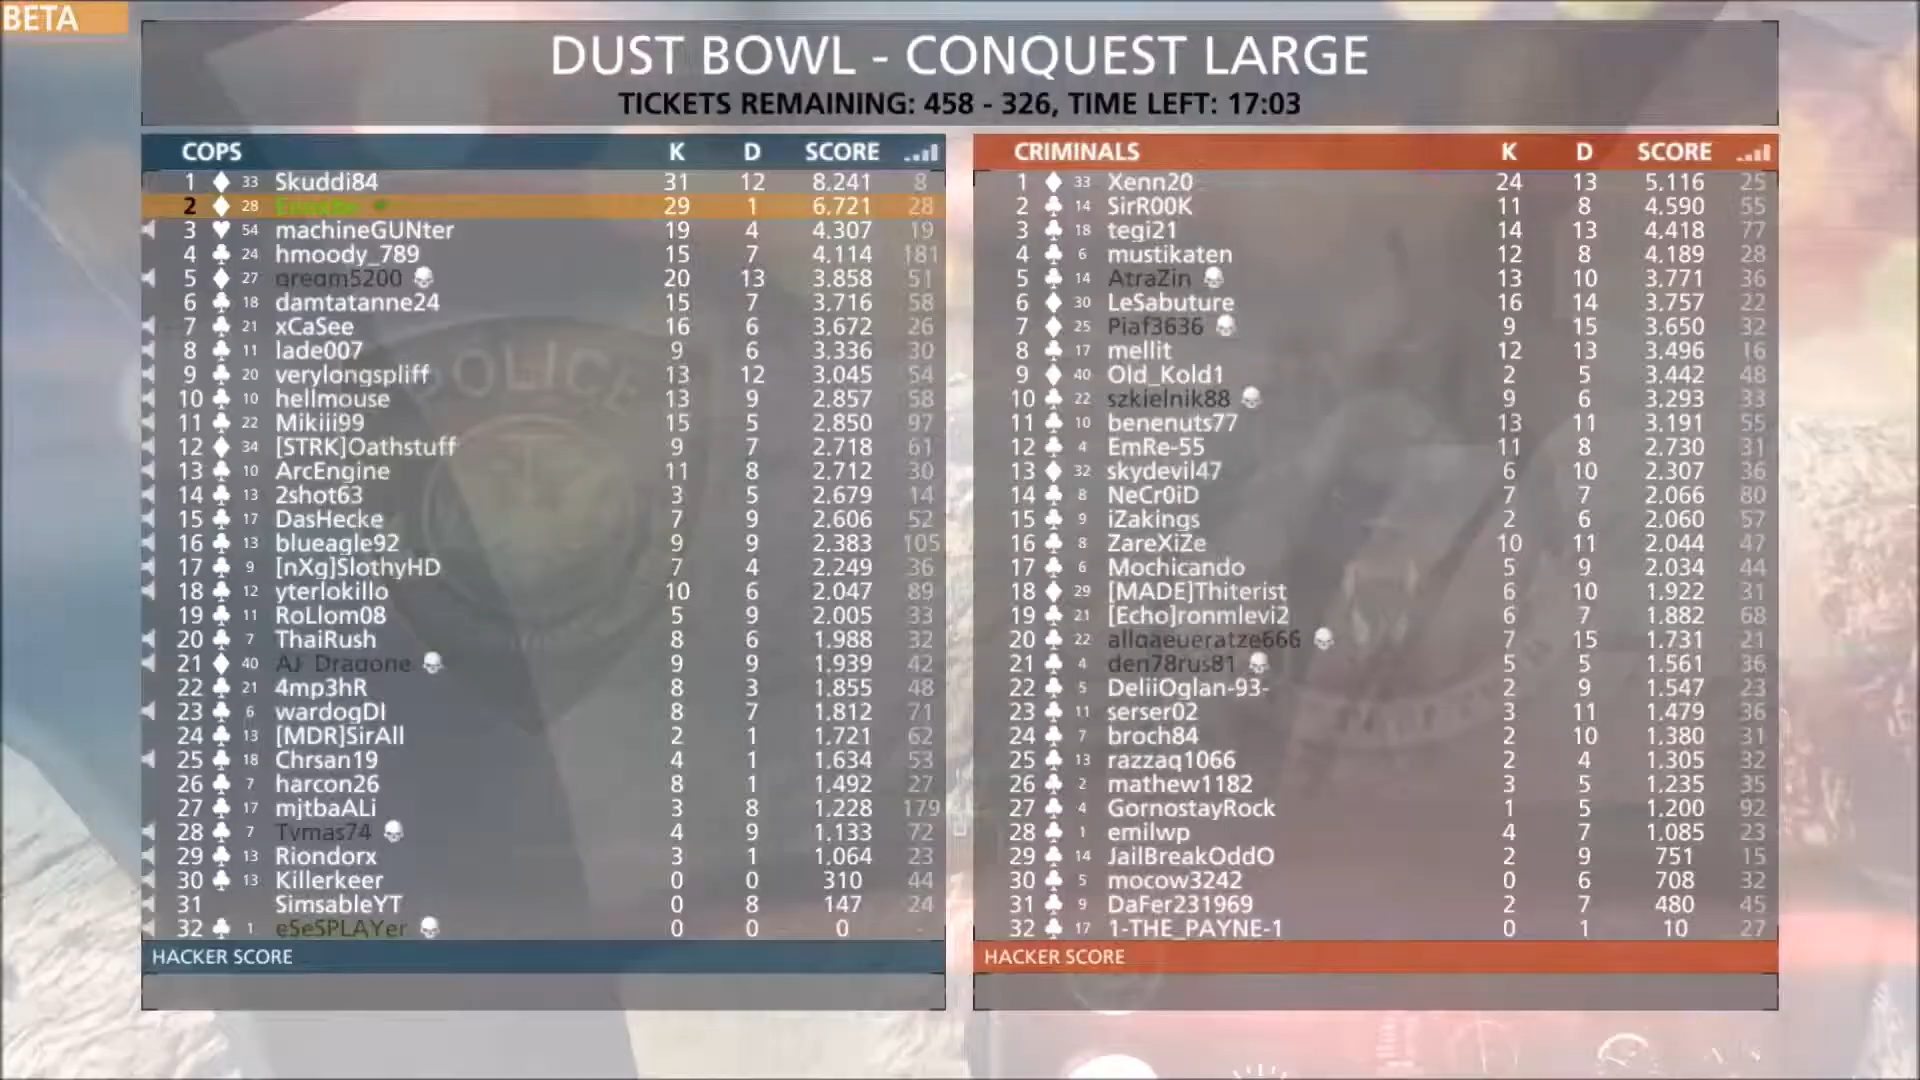 BETA
DUST BOWL - CONQUEST LARGE
TICKETS REMAINING: 458 - 326, TIME LEFT: 17:03
COPS K D SCORE
1 33 Skuddi84 31 12 8.241 8
2 28 29 1 6.721 28
3 54 machineGUNter 19 4 4.307 19
4 24 hmoody_789 15 7 4.114 181
5 27 qream5200 20 13 3.858 51
6 18 damtatanne24 15 7 3.716 58
7 21 xCaSee 16 6 3.672 26
8 11 lade007 9 6 3.336 30
9 20 verylongspliff 13 12 3.045 54
10 10 hellmouse 13 9 2.857 58
11 22 Mikiii99 15 5 2.850 97
12 34 [STRK]Oathstuff 9 7 2.718 61
13 10 ArcEngine 11 8 2.712 30
14 13 2shot63 3 5 2.679 14
15 17 DasHecke 7 9 2.606 52
16 13 blueagle92 9 9 2.383 105
17 9 [nXg]SlothyHD 7 4 2.249 36
18 12 yterlokillo 10 6 2.047 89
19 11 RoLlom08 5 9 2.005 33
20 7 ThaiRush 8 6 1.988 32
21 40 AJ_Dragone 9 9 1.939 42
22 21 4mp3hR 8 3 1.855 48
23 6 wardogDI 8 7 1.812 71
24 13 [MDR]SirAll 2 1 1.721 62
25 18 Chrsan19 4 1 1.634 53
26 7 harcon26 8 1 1.492 27
27 17 mjtbaALi 3 8 1.228 179
28 7 Tymas74 4 9 1.133 72
29 13 Riondorx 3 1 1.064 23
30 13 Killerkeer 0 0 310 44
31 SimsableYT 0 8 147 24
32 1 eSeSPLAYer 0 0 0 -
HACKER SCORE
CRIMINALS K D SCORE
1 33 Xenn20 24 13 5.116 25
2 14 SirR00K 11 8 4.590 55
3 18 tegi21 14 13 4.418 77
4 6 mustikaten 12 8 4.189 28
5 14 AtraZin 13 10 3.771 36
6 30 LeSabuture 16 14 3.757 22
7 25 Piaf3636 9 15 3.650 32
8 17 mellit 12 13 3.496 16
9 40 Old_Kold1 2 5 3.442 48
10 22 szkielnik88 9 6 3.293 33
11 10 benenuts77 13 11 3.191 55
12 4 EmRe-55 11 8 2.730 31
13 32 skydevil47 6 10 2.307 36
14 8 NeCr0iD 7 7 2.066 80
15 9 iZakings 2 6 2.060 57
16 8 ZareXiZe 10 11 2.044 47
17 6 Mochicando 5 9 2.034 44
18 29 [MADE]Thiterist 6 10 1.922 31
19 21 [Echo]ronmlevi2 6 7 1.882 68
20 22 allgaeueratze666 7 15 1.731 21
21 4 den78rus81 5 5 1.561 36
22 5 DeliiOglan-93- 2 9 1.547 23
23 11 serser02 3 11 1.479 36
24 7 broch84 2 10 1.380 31
25 13 razzaq1066 2 4 1.305 32
26 2 mathew1182 3 5 1.235 35
27 4 GornostayRock 1 5 1.200 92
28 1 emilwp 4 7 1.085 23
29 14 JailBreakOddO 2 9 751 15
30 5 mocow3242 0 6 708 32
31 9 DaFer231969 2 7 480 45
32 17 1-THE_PAYNE-1 0 1 10 27
HACKER SCORE
POLICE